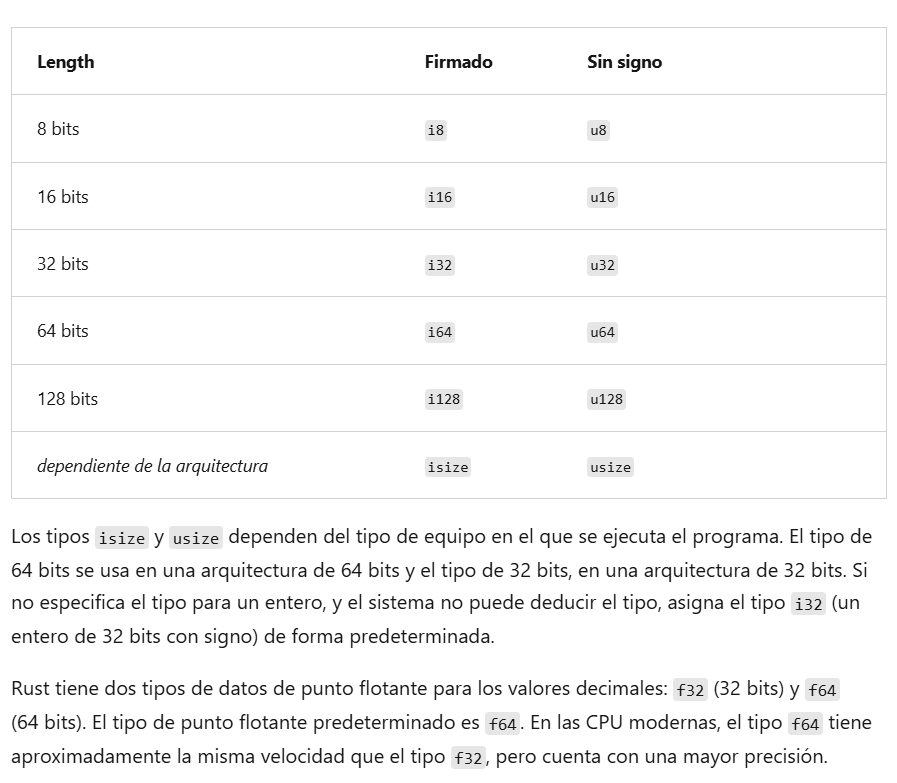 Length Firmado Sin signo
8 bits i8 u8
16 bits i16 u16
32 bits i32 u32
64 bits i64 u64
128 bits i128 u128
dependiente de la arquitectura isize usize
Los tipos isize y usize dependen del tipo de equipo en el que se ejecuta el programa. El tipo de
64 bits se usa en una arquitectura de 64 bits y el tipo de 32 bits, en una arquitectura de 32 bits. Si
no especifica el tipo para un entero, y el sistema no puede deducir el tipo, asigna el tipo i32 (un
entero de 32 bits con signo) de forma predeterminada.
Rust tiene dos tipos de datos de punto flotante para los valores decimales: f32 (32 bits) y f64
(64 bits). El tipo de punto flotante predeterminado es f64. En las CPU modernas, el tipo f64 tiene
aproximadamente la misma velocidad que el tipo f32, pero cuenta con una mayor precisión.